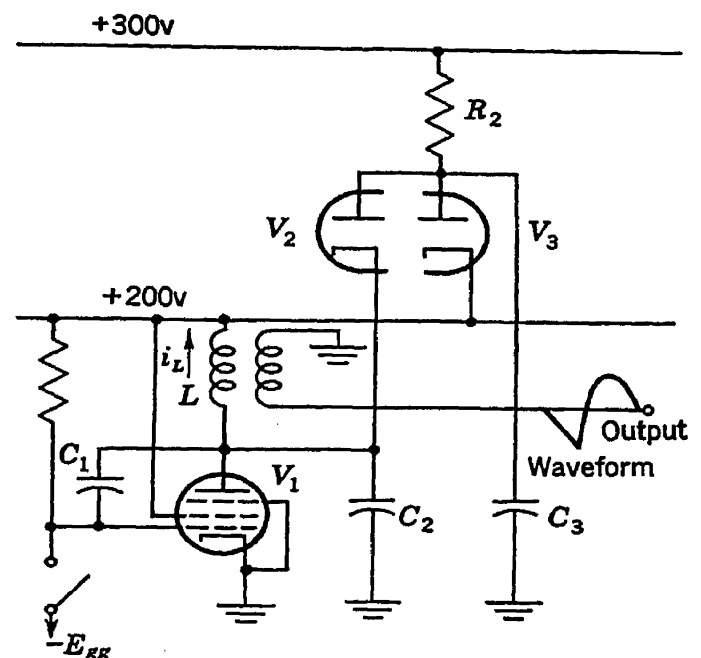 +300v
R2
V2
V3
+200v
iL
L
Output
Waveform
C1
V1
C2
C3
-Egg